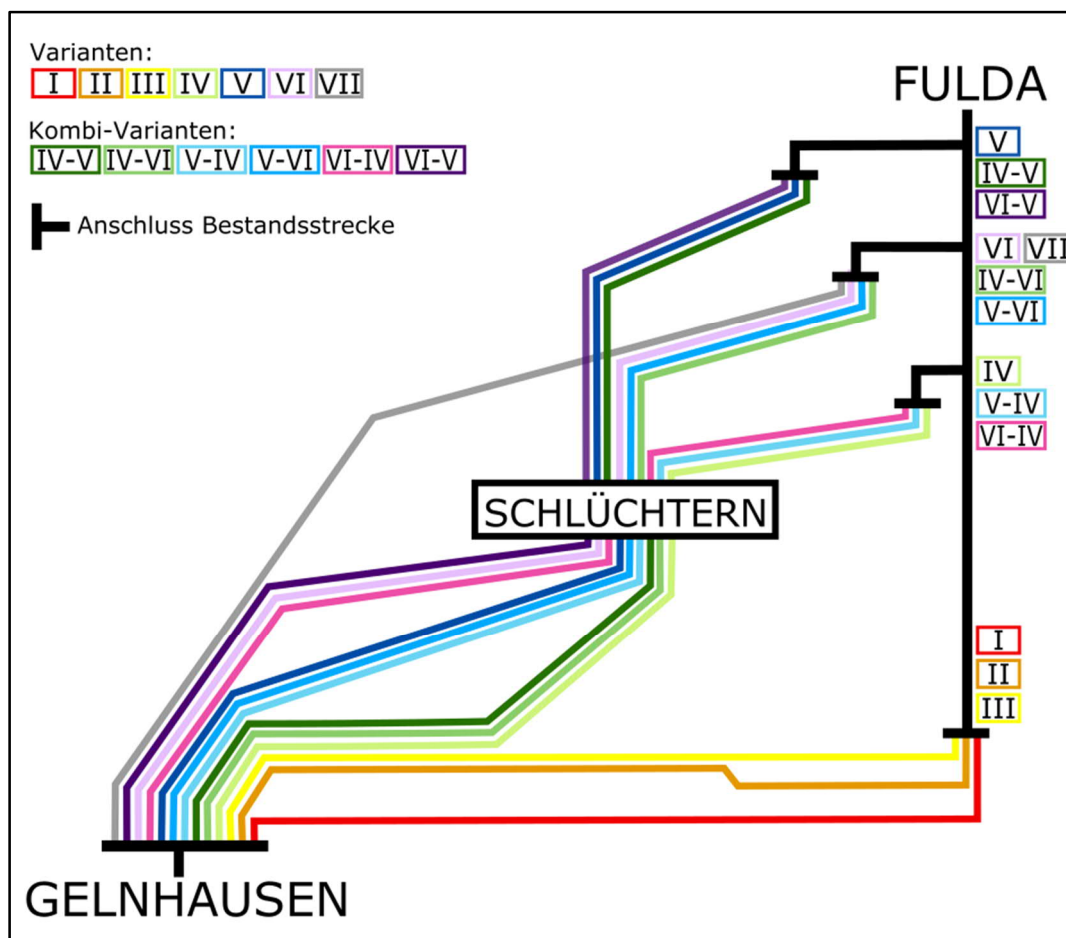 Varianten:
I II III IV V VI VII
Kombi-Varianten:
IV-V IV-VI V-IV V-VI VI-IV VI-V
Anschluss Bestandsstrecke
FULDA
V
IV-V
VI-V
VI VII
IV-VI
V-VI
IV
V-IV
VI-IV
SCHLÜCHTERN
I
II
III
GELNHAUSEN